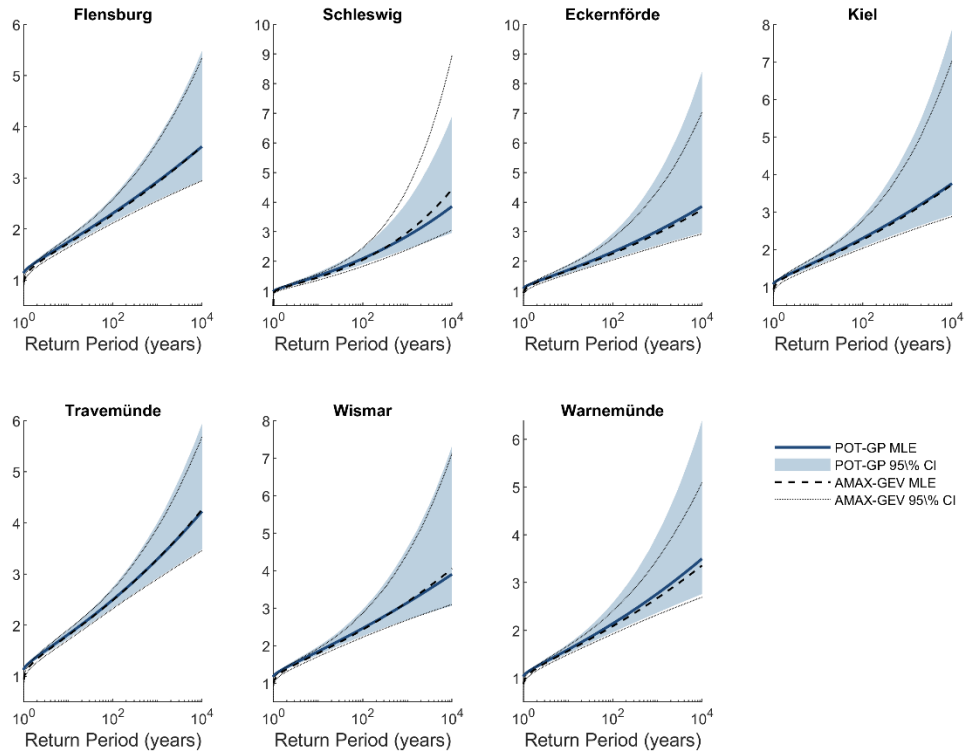 Flensburg
6
5
4
3
2
1
10^0 10^2 10^4
Return Period (years)
Schleswig
10
9
8
7
6
5
4
3
2
1
10^0 10^2 10^4
Return Period (years)
Eckernförde
10
9
8
7
6
5
4
3
2
1
10^0 10^2 10^4
Return Period (years)
Kiel
8
7
6
5
4
3
2
1
10^0 10^2 10^4
Return Period (years)
Travemünde
6
5
4
3
2
1
10^0 10^2 10^4
Return Period (years)
Wismar
8
7
6
5
4
3
2
1
10^0 10^2 10^4
Return Period (years)
Warnemünde
6
5
4
3
2
1
10^0 10^2 10^4
Return Period (years)
POT-GP MLE
POT-GP 95\% CI
AMAX-GEV MLE
AMAX-GEV 95\% CI